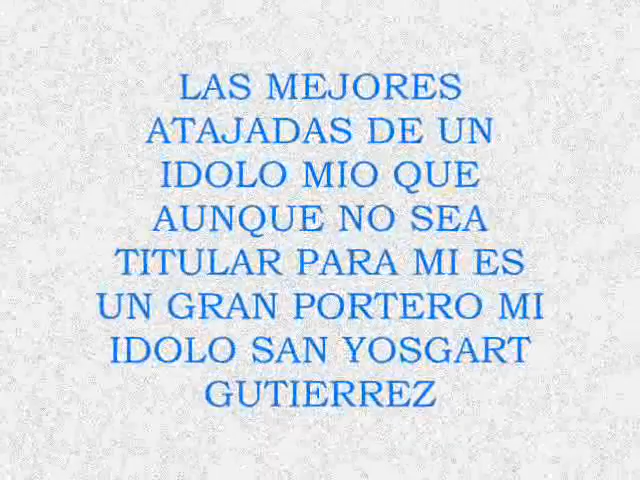 LAS MEJORES
ATAJADAS DE UN
IDOLO MIO QUE
AUNQUE NO SEA
TITULAR PARA MI ES
UN GRAN PORTERO MI
IDOLO SAN YOSGART
GUTIERREZ